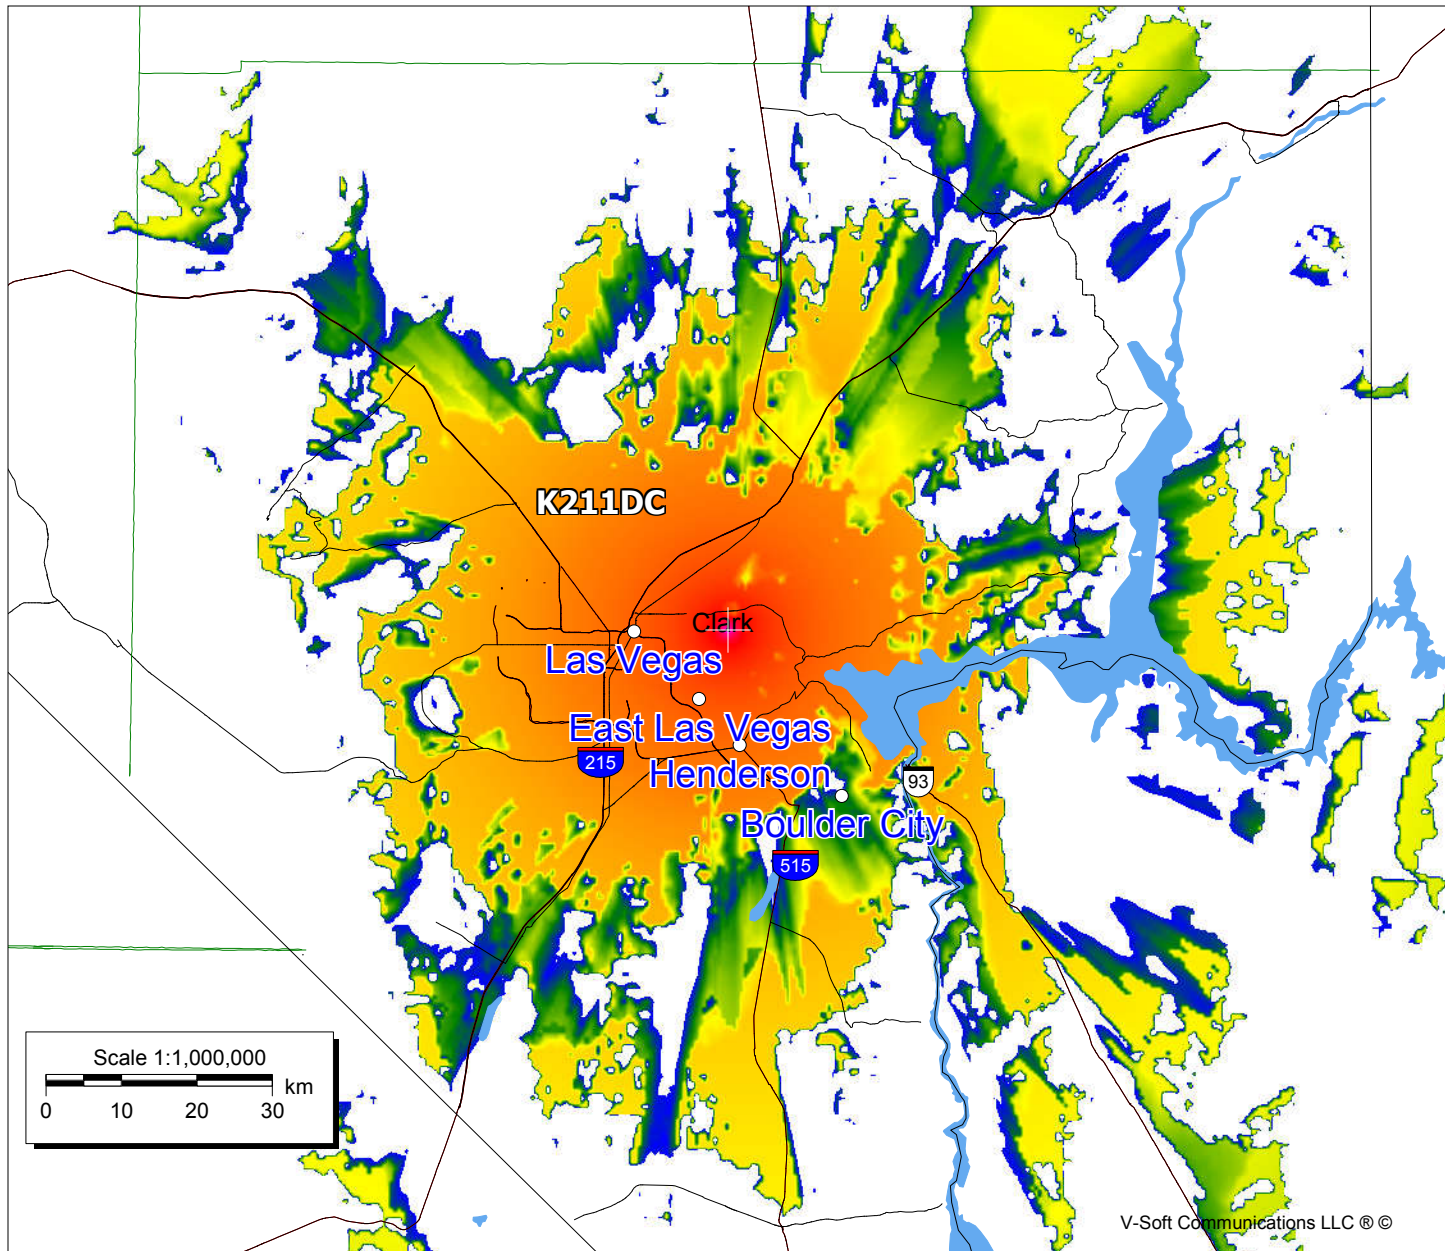 K211DC
Clark
Las Vegas
East Las Vegas
215
Henderson
93
Boulder City
515
Scale 1:1,000,000
km
0 10 20 30
V-Soft Communications LLC ® ©